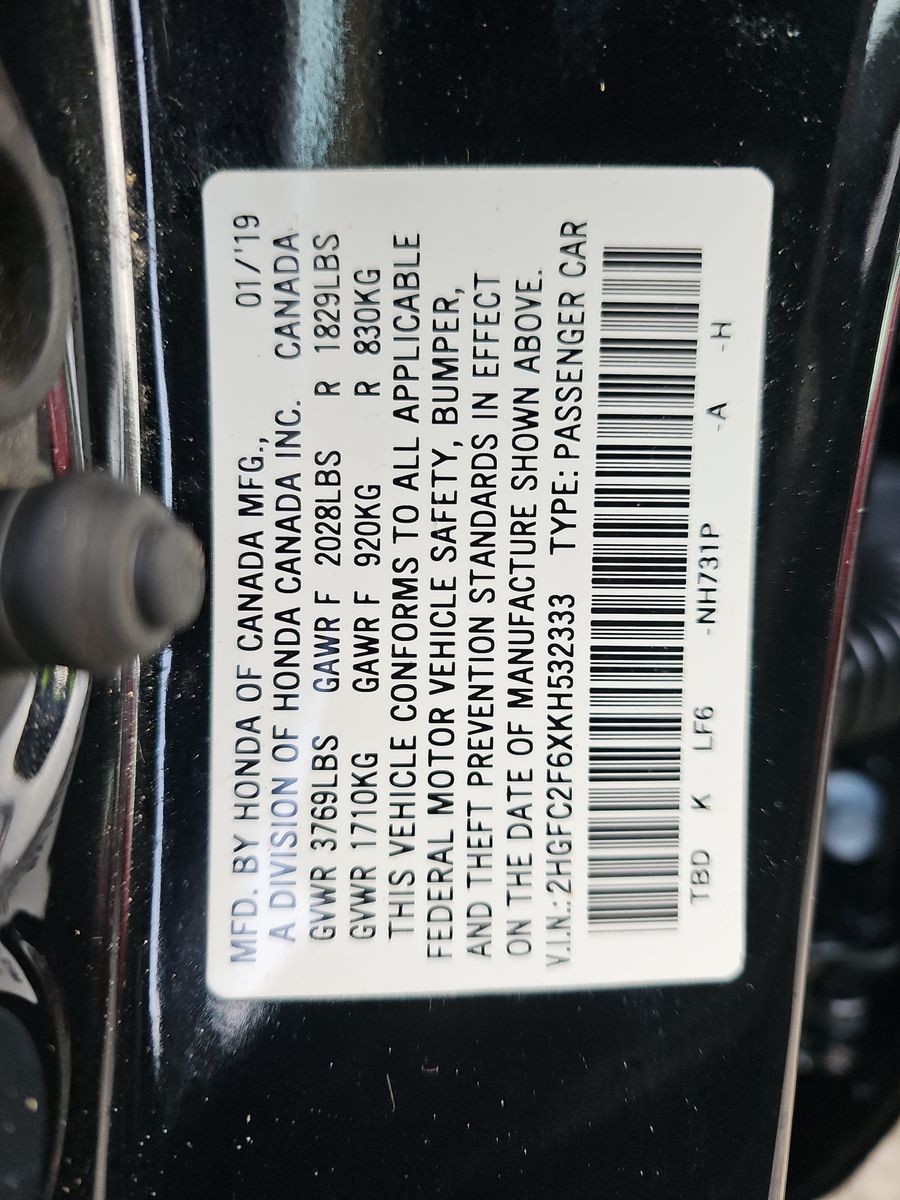 MFD. BY HONDA OF CANADA MFG., 01/'19
A DIVISION OF HONDA CANADA INC. CANADA
GVWR 3769LBS GAWR F 2028LBS R 1829LBS
GVWR 1710KG GAWR F 920KG R 830KG
THIS VEHICLE CONFORMS TO ALL APPLICABLE
FEDERAL MOTOR VEHICLE SAFETY, BUMPER,
AND THEFT PREVENTION STANDARDS IN EFFECT
ON THE DATE OF MANUFACTURE SHOWN ABOVE.
V.I.N.:2HGFC2F6XKH532333 TYPE: PASSENGER CAR
TBD K LF6 -NH731P -A -H